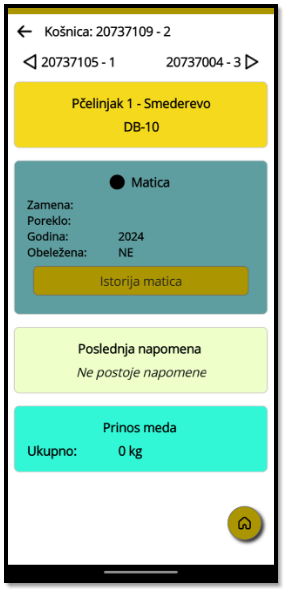 Košnica: 20737109 - 2
20737105 - 1 20737004 - 3
Pčelinjak 1 - Smederevo
DB-10
Matica
Zamena:
Poreklo:
Godina: 2024
Obeležena: NE
Istorija matica
Poslednja napomena
Ne postoje napomene
Prinos meda
Ukupno: 0 kg